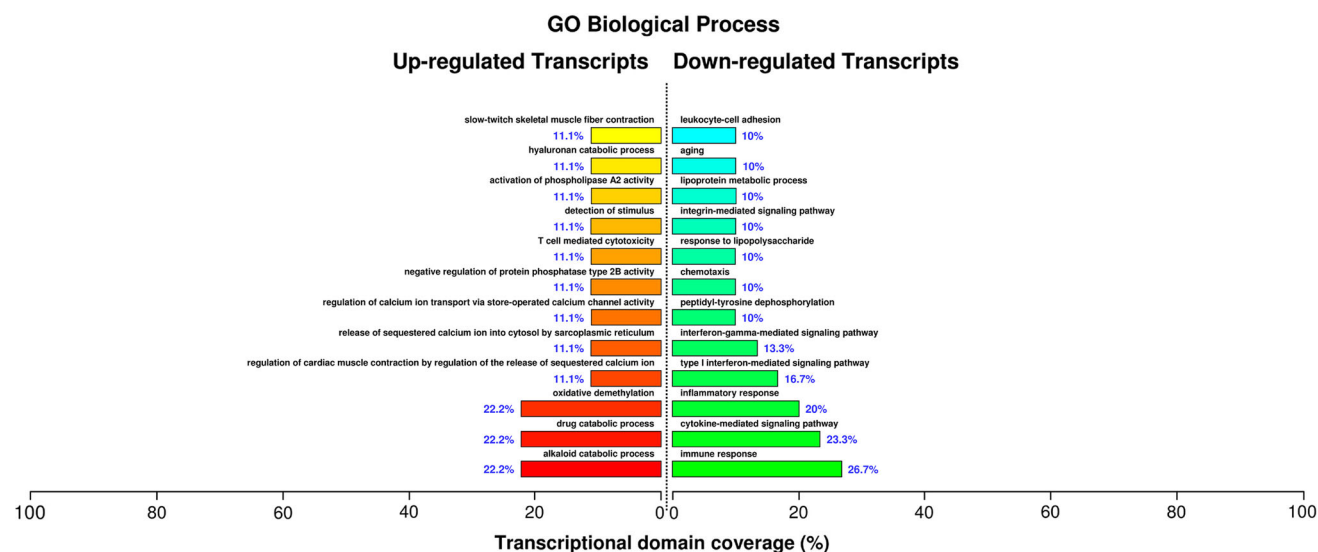 GO Biological Process
Up-regulated Transcripts
Down-regulated Transcripts
slow-twitch skeletal muscle fiber contraction
11.1%
hyaluronan catabolic process
11.1%
activation of phospholipase A2 activity
11.1%
detection of stimulus
11.1%
T cell mediated cytotoxicity
11.1%
negative regulation of protein phosphatase type 2B activity
11.1%
regulation of calcium ion transport via store-operated calcium channel activity
11.1%
release of sequestered calcium ion into cytosol by sarcoplasmic reticulum
11.1%
regulation of cardiac muscle contraction by regulation of the release of sequestered calcium ion
11.1%
oxidative demethylation
22.2%
drug catabolic process
22.2%
alkaloid catabolic process
22.2%
leukocyte-cell adhesion
10%
aging
10%
lipoprotein metabolic process
10%
integrin-mediated signaling pathway
10%
response to lipopolysaccharide
10%
chemotaxis
10%
peptidyl-tyrosine dephosphorylation
10%
interferon-gamma-mediated signaling pathway
13.3%
type I interferon-mediated signaling pathway
16.7%
inflammatory response
20%
cytokine-mediated signaling pathway
23.3%
immune response
26.7%
100 80 60 40 20 0 0 20 40 60 80 100
Transcriptional domain coverage (%)